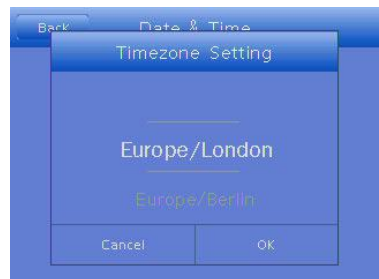 Back Date & Time
Timezone Setting
Europe/London
Europe/Berlin
Cancel OK